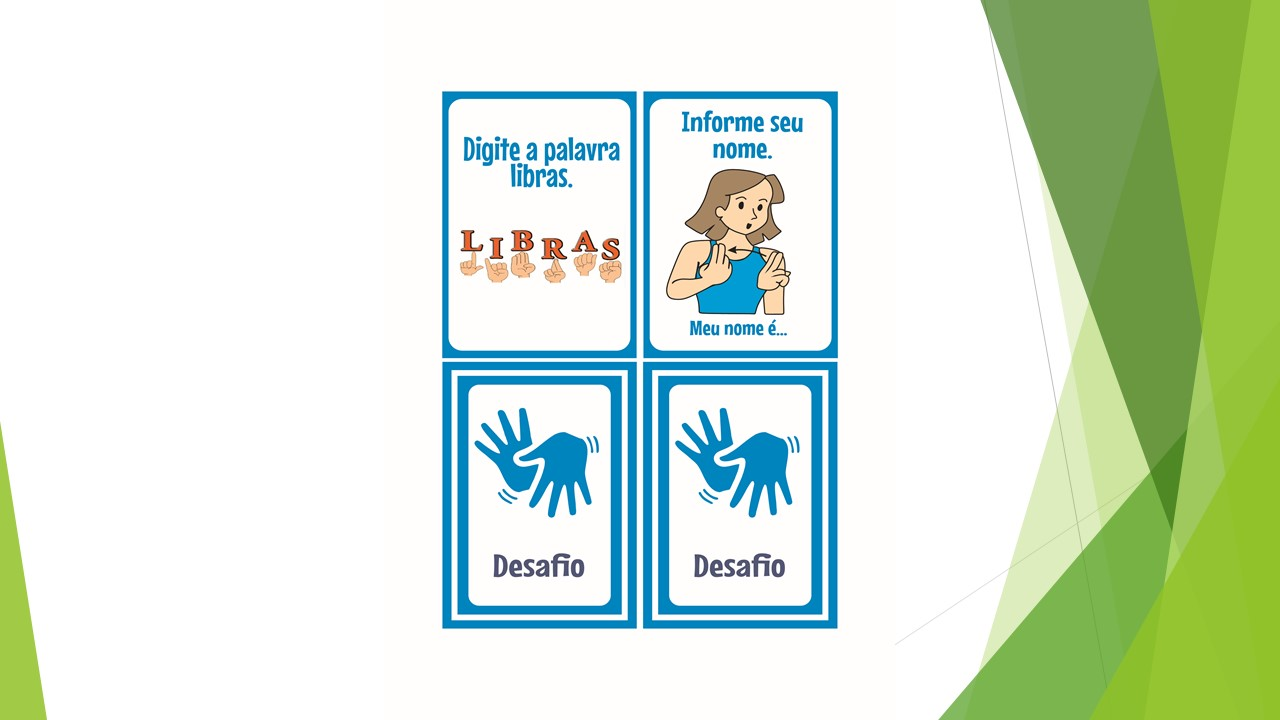 Digite a palavra
libras.
LIBRAS
Informe seu
nome.
Meu nome é...
Desafio
Desafio